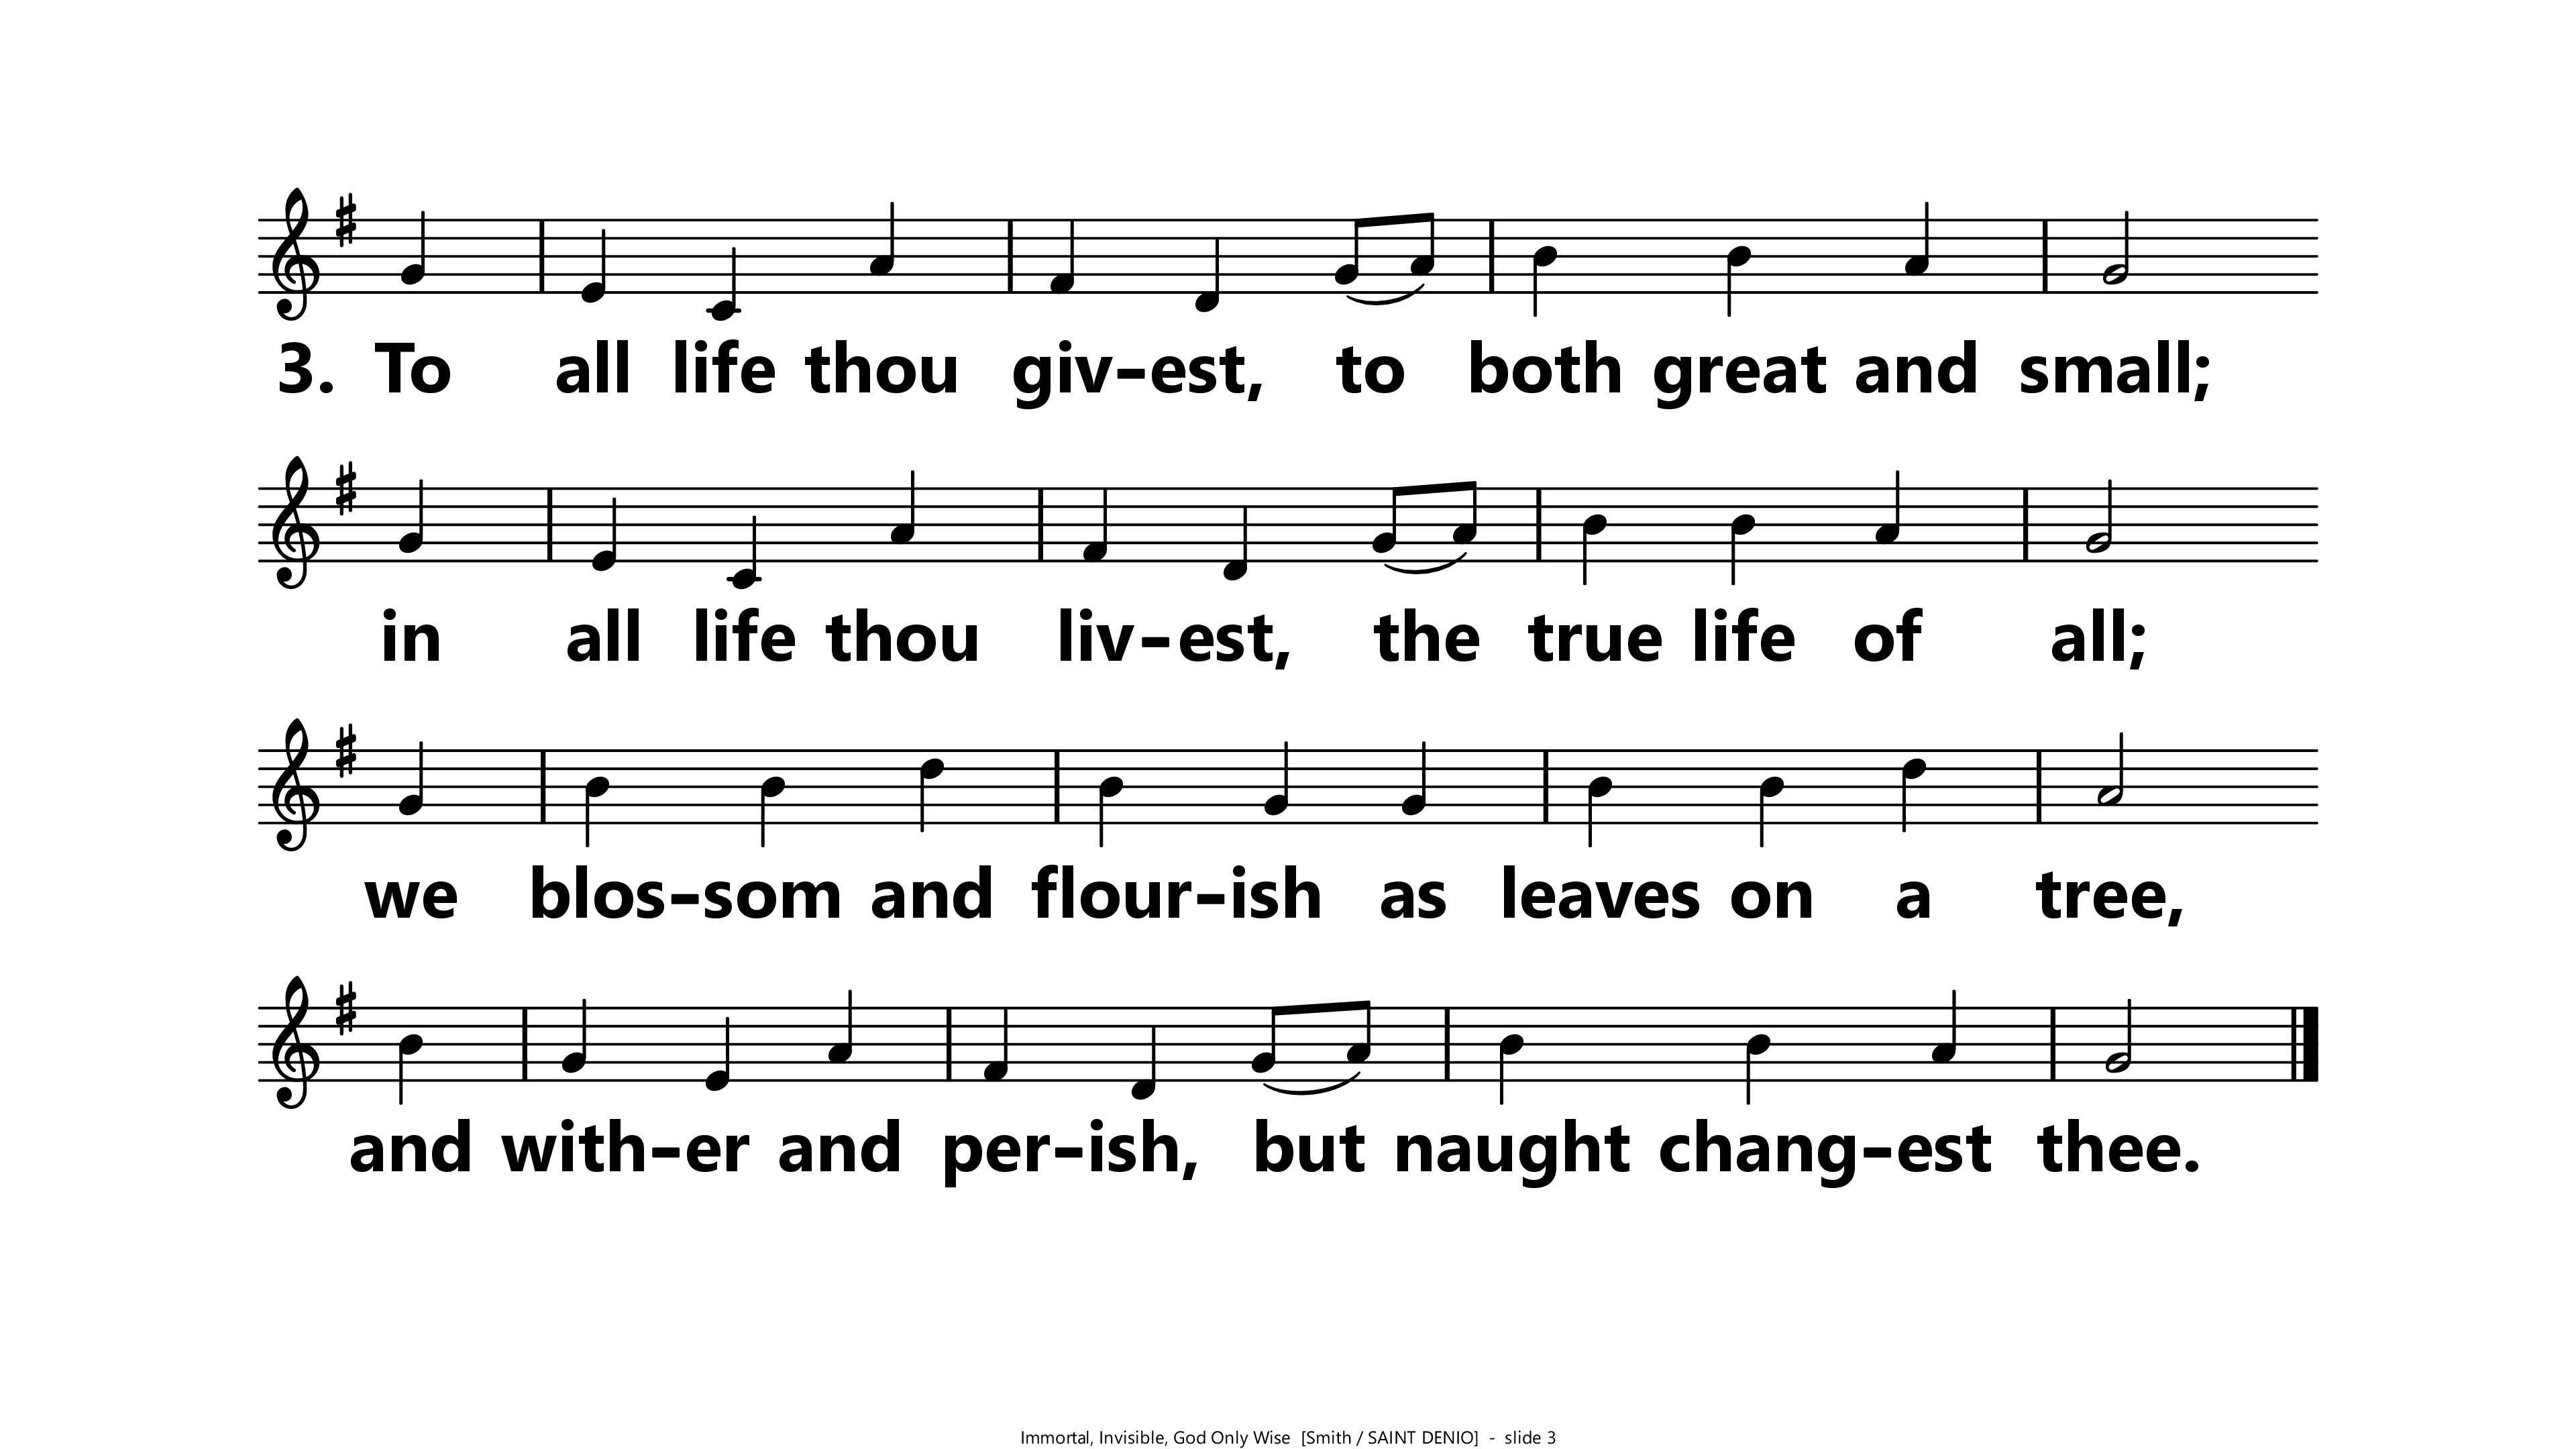 3. To all life thou giv-est, to both great and small;
in all life thou liv-est, the true life of all;
we blos-som and flour-ish as leaves on a tree,
and with-er and per-ish, but naught chang-est thee.
Immortal, Invisible, God Only Wise [Smith / SAINT DENIO] - slide 3